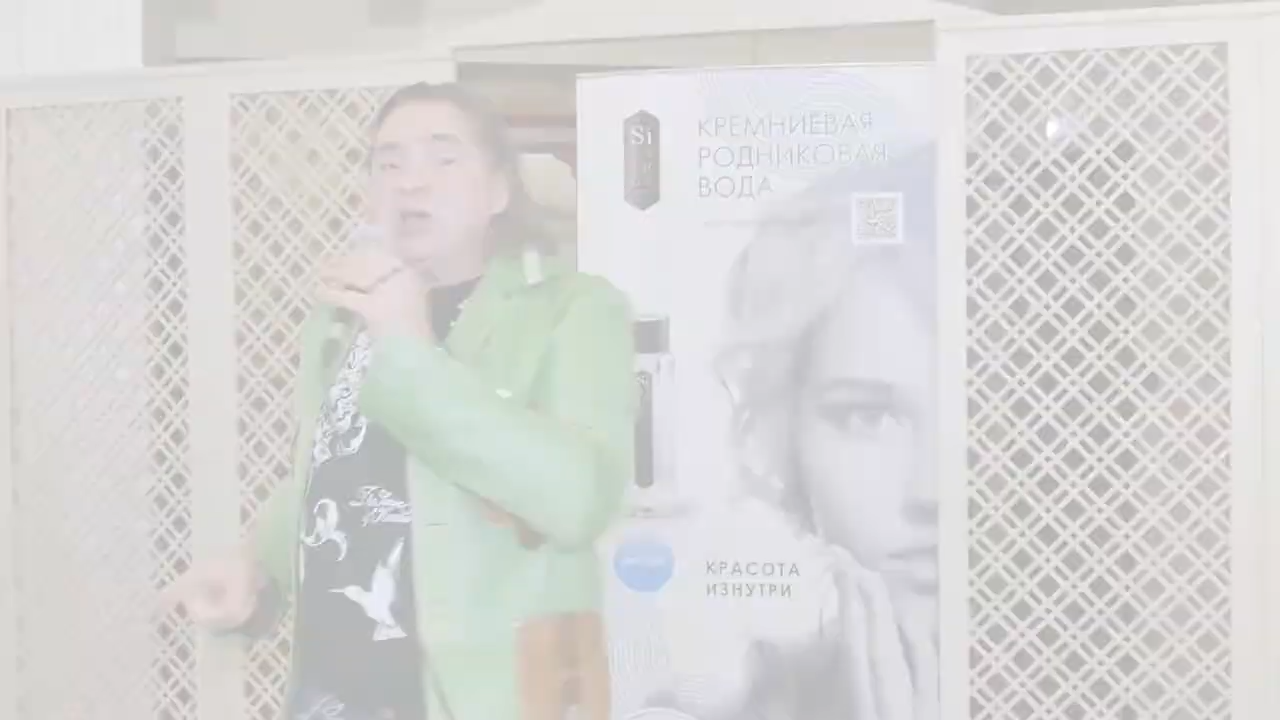 Si
КРЕМНИЕВАЯ
РОДНИКОВАЯ
ВОДА
КРАСОТА
ИЗНУТРИ